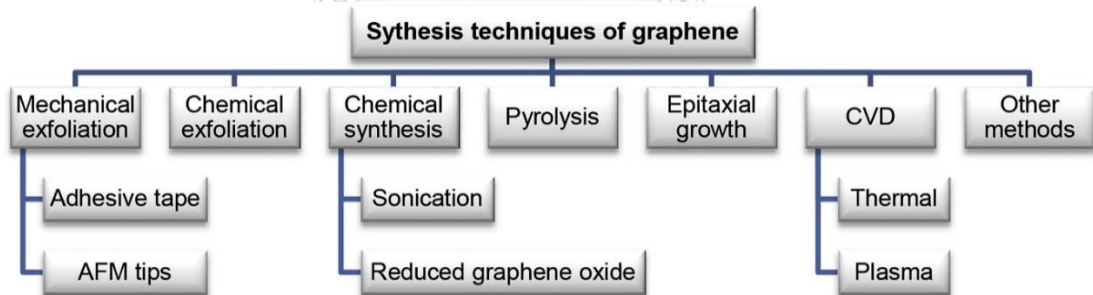 Sythesis techniques of graphene
Mechanical
exfoliation
Chemical
exfoliation
Chemical
synthesis
Pyrolysis
Epitaxial
growth
CVD
Other
methods
Adhesive tape
AFM tips
Sonication
Reduced graphene oxide
Thermal
Plasma